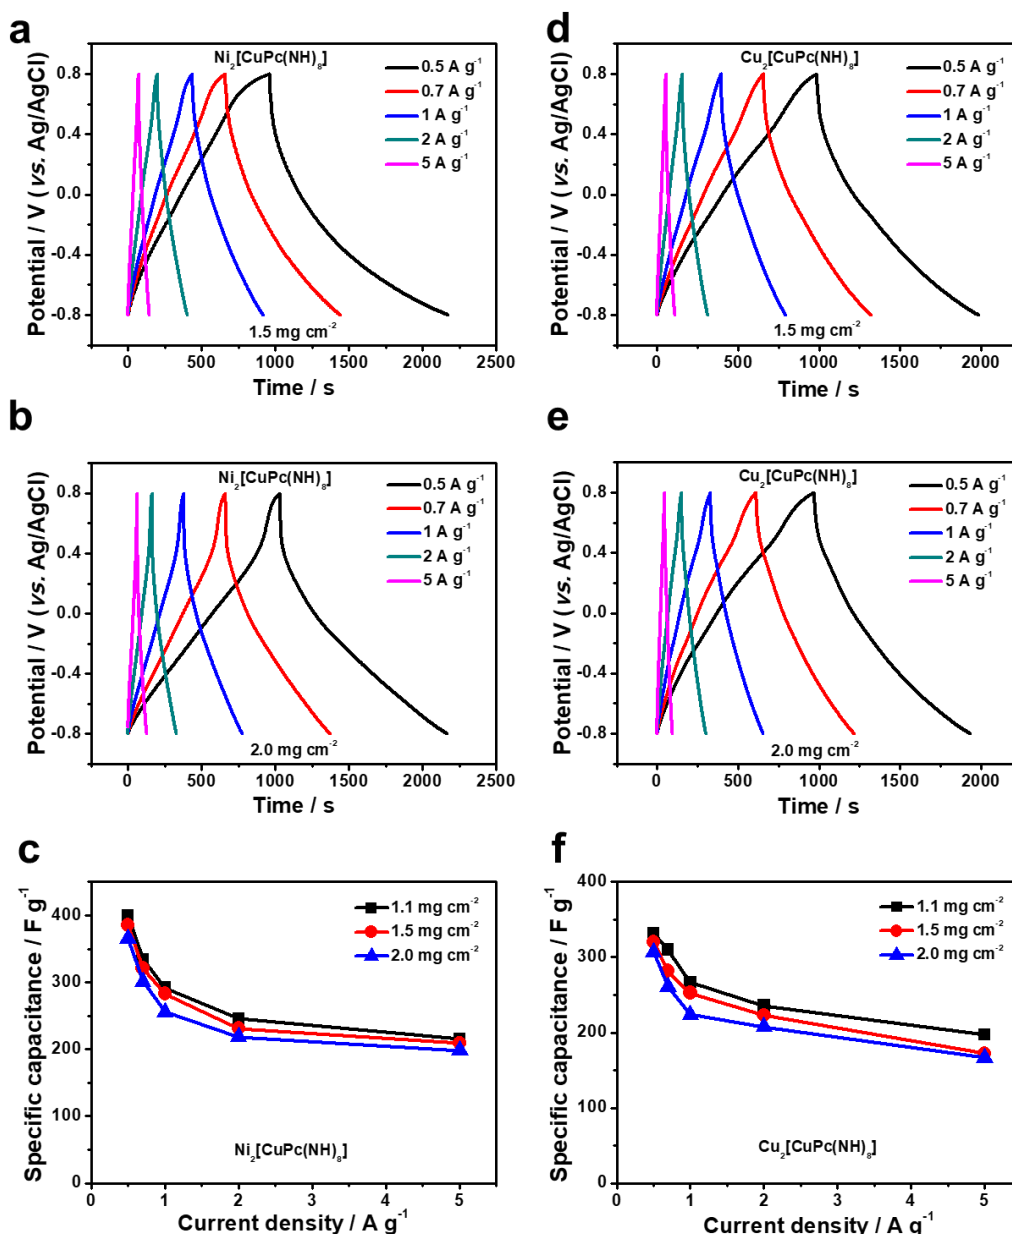 a
Ni₂[CuPc(NH)₈]
0.5 A g⁻¹
0.7 A g⁻¹
1 A g⁻¹
2 A g⁻¹
5 A g⁻¹
0.8
0.4
0.0
-0.4
-0.8
Potential / V (vs. Ag/AgCl)
1.5 mg cm⁻²
0 500 1000 1500 2000 2500
Time / s
d
Cu₂[CuPc(NH)₈]
0.5 A g⁻¹
0.7 A g⁻¹
1 A g⁻¹
2 A g⁻¹
5 A g⁻¹
0.8
0.4
0.0
-0.4
-0.8
Potential / V (vs. Ag/AgCl)
1.5 mg cm⁻²
0 500 1000 1500 2000
Time / s
b
Ni₂[CuPc(NH)₈]
0.5 A g⁻¹
0.7 A g⁻¹
1 A g⁻¹
2 A g⁻¹
5 A g⁻¹
0.8
0.4
0.0
-0.4
-0.8
Potential / V (vs. Ag/AgCl)
2.0 mg cm⁻²
0 500 1000 1500 2000 2500
Time / s
e
Cu₂[CuPc(NH)₈]
0.5 A g⁻¹
0.7 A g⁻¹
1 A g⁻¹
2 A g⁻¹
5 A g⁻¹
0.8
0.4
0.0
-0.4
-0.8
Potential / V (vs. Ag/AgCl)
2.0 mg cm⁻²
0 500 1000 1500 2000
Time / s
c
1.1 mg cm⁻²
1.5 mg cm⁻²
2.0 mg cm⁻²
400
300
200
100
0
Specific capacitance / F g⁻¹
Ni₂[CuPc(NH)₈]
0 1 2 3 4 5
Current density / A g⁻¹
f
1.1 mg cm⁻²
1.5 mg cm⁻²
2.0 mg cm⁻²
400
300
200
100
0
Specific capacitance / F g⁻¹
Cu₂[CuPc(NH)₈]
0 1 2 3 4 5
Current density / A g⁻¹